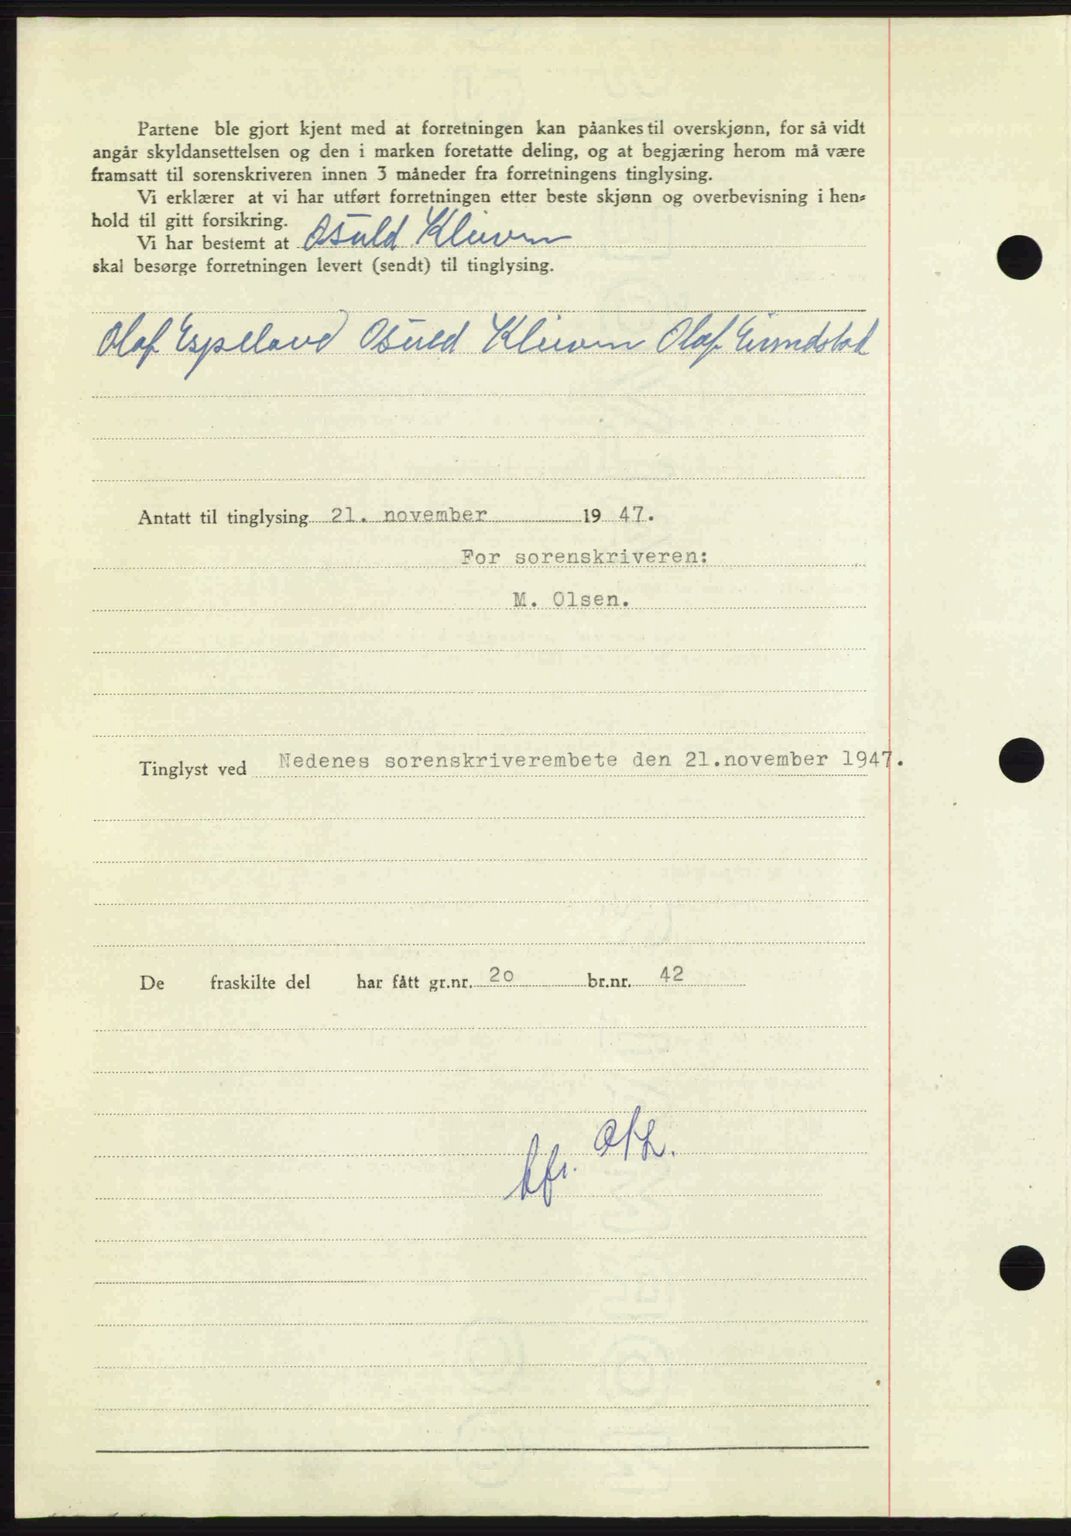 Partene ble gjort kjent med at forretningen kan påankes til overskjønn, for så vidt
angår skyldansettelsen og den i marken foretatte deling, og at begjæring herom må være
framsatt til sorenskriveren innen 3 måneder fra forretningens tinglysing.
Vi erklærer at vi har utført forretningen etter beste skjønn og overbevisning i hen-
hold til gitt forsikring.
Vi har bestemt at Osuld Kleivm
skal besørge forretningen levert (sendt) til tinglysing.
Olaf Espeland Osuld Kleivm Olaf
Antatt til tinglysing 21. november 19 47.
For sorenskriveren:
M. Olsen.
Tinglyst ved Nedenes sorenskriverembete den 21.november 1947.
De fraskilte del har fått gr.nr. 20 br.nr. 42